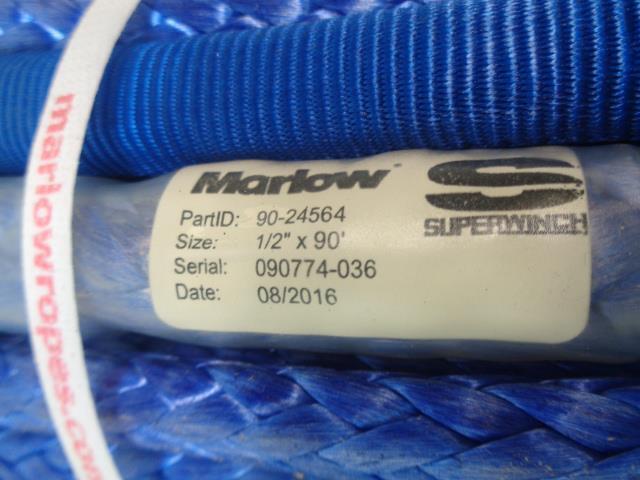 Marlow
SUPERWINCH
PartID: 90-24564
Size: 1/2" x 90'
Serial: 090774-036
Date: 08/2016
marlowropes.com